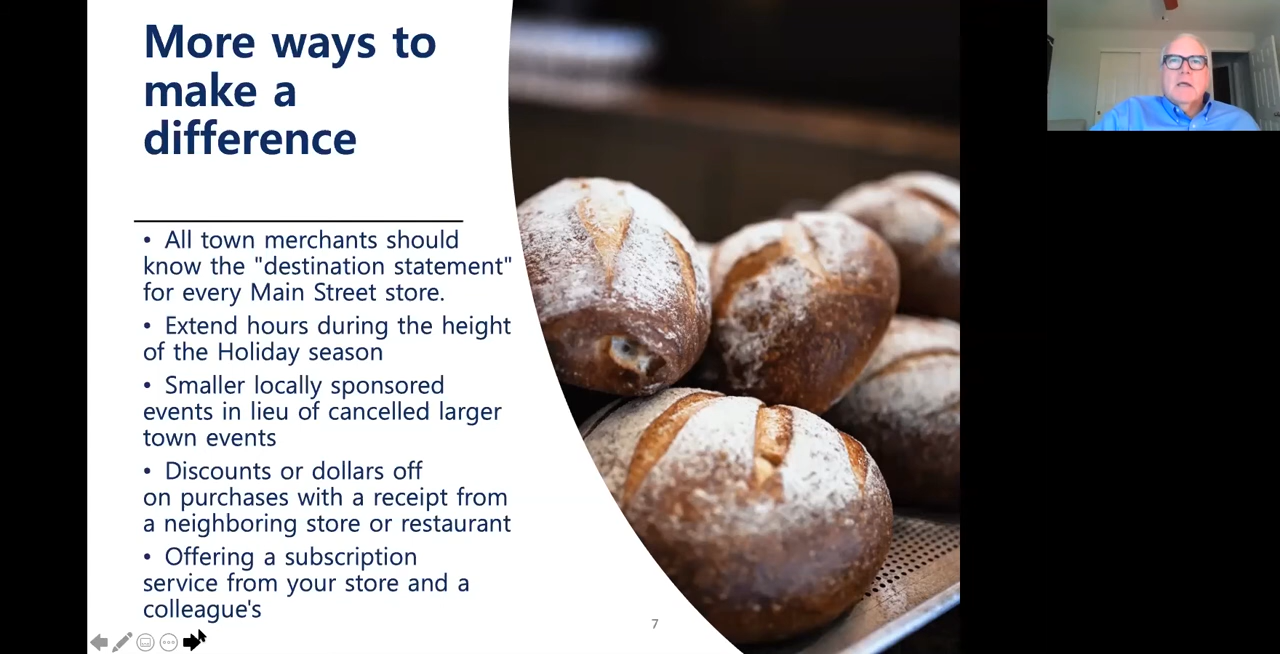 More ways to
make a
difference
• All town merchants should
know the "destination statement"
for every Main Street store.
• Extend hours during the height
of the Holiday season
• Smaller locally sponsored
events in lieu of cancelled larger
town events
• Discounts or dollars off
on purchases with a receipt from
a neighboring store or restaurant
• Offering a subscription
service from your store and a
colleague's
7